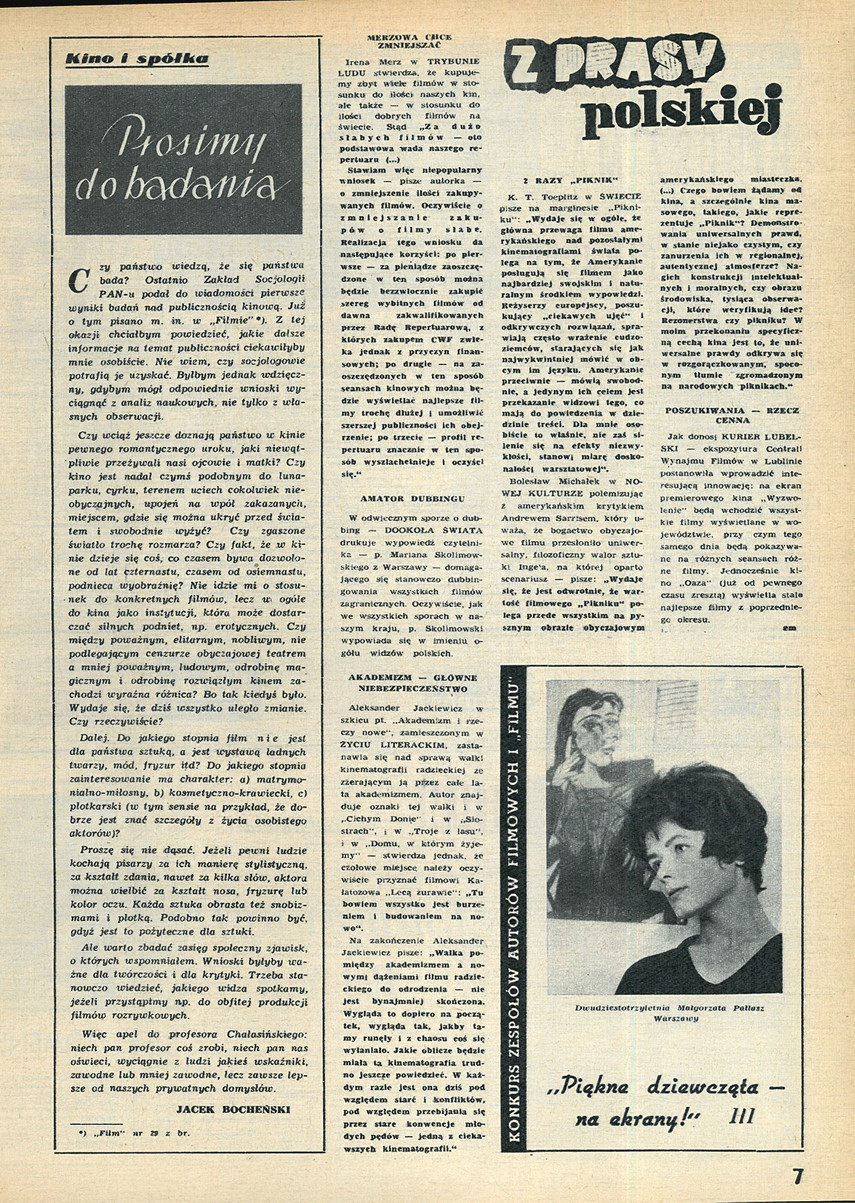 Kino i spółka
Prosimy
do badania
Czy państwo wiedzą, że się państwa
bada? Ostatnio Zakład Socjologii
PAN-u podał do wiadomości pierwsze
wyniki badań nad publicznością kinową. Już
o tym pisano m. in. w „Filmie"*). Z tej
okazji chciałbym powiedzieć, jakie dalsze
informacje na temat publiczności ciekawiłyby
mnie osobiście. Nie wiem, czy socjologowie
potrafią je uzyskać. Byłbym jednak wdzięcz-
ny, gdybym mógł odpowiednie wnioski wy-
ciągnąć z analiz naukowych, nie tylko z wła-
snych obserwacji.
Czy wciąż jeszcze doznają państwo w kinie
pewnego romantycznego uroku, jaki niewąt-
pliwie przeżywali nasi ojcowie i matki? Czy
kino jest nadal czymś podobnym do luna-
parku, cyrku, terenem uciech cokolwiek nie-
obyczajnych, upojeń na wpół zakazanych,
miejscem, gdzie się można ukryć przed świa-
tem i swobodnie wyżyć? Czy zgaszone
światło trochę rozmarza? Czy fakt, że w ki-
nie dzieje się coś, co czasem bywa dozwolo-
ne od lat czternastu, czasem od osiemnastu,
podnieca wyobraźnię? Nie idzie mi o stosu-
nek do konkretnych filmów, lecz w ogóle
do kina jako instytucji, która może dostar-
czać silnych podniet, np. erotycznych. Czy
między poważnym, elitarnym, nobliwym, nie
podlegającym cenzurze obyczajowej teatrem
a mniej poważnym, ludowym, odrobinę ma-
gicznym i odrobinę rozwiązłym kinem za-
chodzi wyraźna różnica? Bo tak kiedyś było.
Wydaje się, że dziś wszystko uległo zmianie.
Czy rzeczywiście?
Dalej. Do jakiego stopnia film nie jest
dla państwa sztuką, a jest wystawą ładnych
twarzy, mód, fryzur itd? Do jakiego stopnia
zainteresowanie ma charakter: a) matrymo-
nialno-miłosny, b) kosmetyczno-krawiecki, c)
plotkarski (w tym sensie na przykład, że do-
brze jest znać szczegóły z życia osobistego
aktorów)?
Proszę się nie dąsać. Jeżeli pewni ludzie
kochają pisarzy za ich manierę stylistyczną,
za kształt zdania, nawet za kilka słów, aktora
można wielbić za kształt nosa, fryzurę lub
kolor oczu. Każda sztuka obrasta też snobiz-
mami i plotką. Podobno tak powinno być,
gdyż jest to pożyteczne dla sztuki.
Ale warto zbadać zasięg społeczny zjawisk,
o których wspomniałem. Wnioski byłyby wa-
żne dla twórczości i dla krytyki. Trzeba sta-
nowczo wiedzieć, jakiego widza spotkamy,
jeżeli przystąpimy np. do obfitej produkcji
filmów rozrywkowych.
Więc apel do profesora Chałasińskiego:
niech pan profesor coś zrobi, niech pan nas
oświeci, wyciągnie z ludzi jakieś wskaźniki,
zawodne lub mniej zawodne, lecz zawsze lep-
sze od naszych prywatnych domysłów.
JACEK BOCHEŃSKI
*) „Film" nr 29 z br.
MERZOWA CHCE
ZMNIEJSZAĆ
Irena Merz w TRYBUNIE
LUDU stwierdza, że kupuje-
my zbyt wiele filmów w sto-
sunku do ilości naszych kin,
ale także — w stosunku do
ilości dobrych filmów na
świecie. Stąd „Za dużo
słabych filmów — oto
podstawowa wada naszego re-
pertuaru (...)
Stawiam więc niepopularny
wniosek — pisze autorka —
o zmniejszenie ilości zakupy-
wanych filmów. Oczywiście o
zmniejszanie zaku-
pów o filmy słabe.
Realizacja tego wniosku da
następujące korzyści: po pier-
wsze — za pieniądze zaoszczę-
dzone w ten sposób można
będzie bezzwłocznie zakupić
szereg wybitnych filmów od
dawna zakwalifikowanych
przez Radę Repertuarową, z
których zakupem CWF zwle-
ka jednak z przyczyn finan-
sowych; po drugie — na za-
oszczędzonych w ten sposób
seansach kinowych można bę-
dzie wyświetlać najlepsze fil-
my trochę dłużej i umożliwić
szerszej publiczności ich obej-
rzenie; po trzecie — profil re-
pertuaru znacznie w ten spo-
sób wyszlachetnieje i oczyści
się."
AMATOR DUBBINGU
W odwiecznym sporze o dub-
bing — DOOKOŁA ŚWIATA
drukuje wypowiedź czytelni-
ka — p. Mariana Skolimow-
skiego z Warszawy — domaga-
jącego się stanowczo dubbin-
gowania wszystkich filmów
zagranicznych. Oczywiście, jak
we wszystkich sporach w na-
szym kraju, p. Skolimowski
wypowiada się w imieniu o-
gółu widzów polskich.
AKADEMIZM — GŁÓWNE
NIEBEZPIECZEŃSTWO
Aleksander Jackiewicz w
szkicu pt. „Akademizm i rze-
czy nowe", zamieszczonym w
ŻYCIU LITERACKIM, zasta-
nawia się nad sprawą walki
kinematografii radzieckiej ze
zżerającym ją przez całe la-
ta akademizmem. Autor znaj-
duje oznaki tej walki i w
„Cichym Donie" i w „Sio-
strach", i w „Troje z lasu",
i w „Domu, w którym żyje-
my" — stwierdza jednak, że
czołowe miejsce należy oczy-
wiście przyznać filmowi Ka-
łatozowa „Lecą żurawie": „Tu
bowiem wszystko jest burze-
niem i budowaniem na no-
wo".
Na zakończenie Aleksander
Jackiewicz pisze: „Walka po-
między akademizmem a no-
wymi dążeniami filmu radzie-
ckiego do odrodzenia — nie
jest bynajmniej skończona.
Wygląda to dopiero na począ-
tek, wygląda tak, jakby ta-
my runęły i z chaosu coś się
wyłaniało. Jakie oblicze będzie
miała ta kinematografia trud-
no jeszcze powiedzieć. W każ-
dym razie jest ona dziś pod
względem starć i konfliktów,
pod względem przebijania się
przez stare konwencje mło-
dych pędów — jedną z cieka-
wszych kinematografii."
Z PRASY
polskiej
2 RAZY „PIKNIK"
K. T. Toeplitz w ŚWIECIE
pisze na marginesie „Pikni-
ku": „Wydaje się w ogóle, że
główna przewaga filmu ame-
rykańskiego nad pozostałymi
kinematografiami świata po-
lega na tym, że Amerykanie
posługują się filmem jako
najbardziej swojskim i natu-
ralnym środkiem wypowiedzi.
Reżyserzy europejscy, poszu-
kujący „ciekawych ujęć" i
odkrywczych rozwiązań, spra-
wiają często wrażenie cudzo-
ziemców, starających się jak
najwykwintniej mówić w ob-
cym im języku. Amerykanie
przeciwnie — mówią swobod-
nie, a jedynym ich celem jest
przekazanie widzowi tego, co
mają do powiedzenia w dzie-
dzinie treści. Dla mnie oso-
biście to właśnie, nie zaś si-
lenie się na efekty niezwy-
kłości, stanowi miarę dosko-
nałości warsztatowej".
Bolesław Michałek w NO-
WEJ KULTURZE polemizując
z amerykańskim krytykiem
Andrewem Sarrisem, który u-
waża, że bogactwo obyczajo-
we filmu przesłoniło uniwer-
salny, filozoficzny walor sztu-
ki Inge'a, na której oparto
scenariusz — pisze: „Wydaje
się, że jest odwrotnie, że war-
tość filmowego „Pikniku" po-
lega przede wszystkim na py-
sznym obrazie obyczajowym
amerykańskiego miasteczka.
(...) Czego bowiem żądamy od
kina, a szczególnie kina ma-
sowego, takiego, jakie repre-
zentuje „Piknik"? Demonstro-
wania uniwersalnych prawd,
w stanie niejako czystym, czy
zanurzenia ich w regionalnej,
autentycznej atmosferze? Na-
gich konstrukcji intelektual-
nych i moralnych, czy obrazu
środowiska, tysiąca obserwa-
cji, które weryfikują idee?
Rezonerstwa czy pikniku? W
moim przekonaniu specyficz-
ną cechą kina jest to, że uni-
wersalne prawdy odkrywa się
w rozgorączkowanym, spoco-
nym tłumie zgromadzonym
na narodowych piknikach."
POSZUKIWANIA — RZECZ
CENNA
Jak donosi KURIER LUBEL-
SKI — ekspozytura Centrali
Wynajmu Filmów w Lublinie
postanowiła wprowadzić inte-
resującą innowację: na ekran
premierowego kina „Wyzwo-
lenie" będą wchodzić wszyst-
kie filmy wyświetlane w wo-
jewództwie, przy czym tego
samego dnia będą pokazywa-
ne na różnych seansach róż-
ne filmy. Jednocześnie ki-
no „Oaza" (już od pewnego
czasu zresztą) wyświetla stale
najlepsze filmy z poprzednie-
go okresu.
em
KONKURS ZESPOŁÓW AUTORÓW FILMOWYCH I „FILMU"
Dwudziestotrzyletnia Małgorzata Pallasz
Warszawy
„Piękne dziewczęta —
na ekrany!" III
7